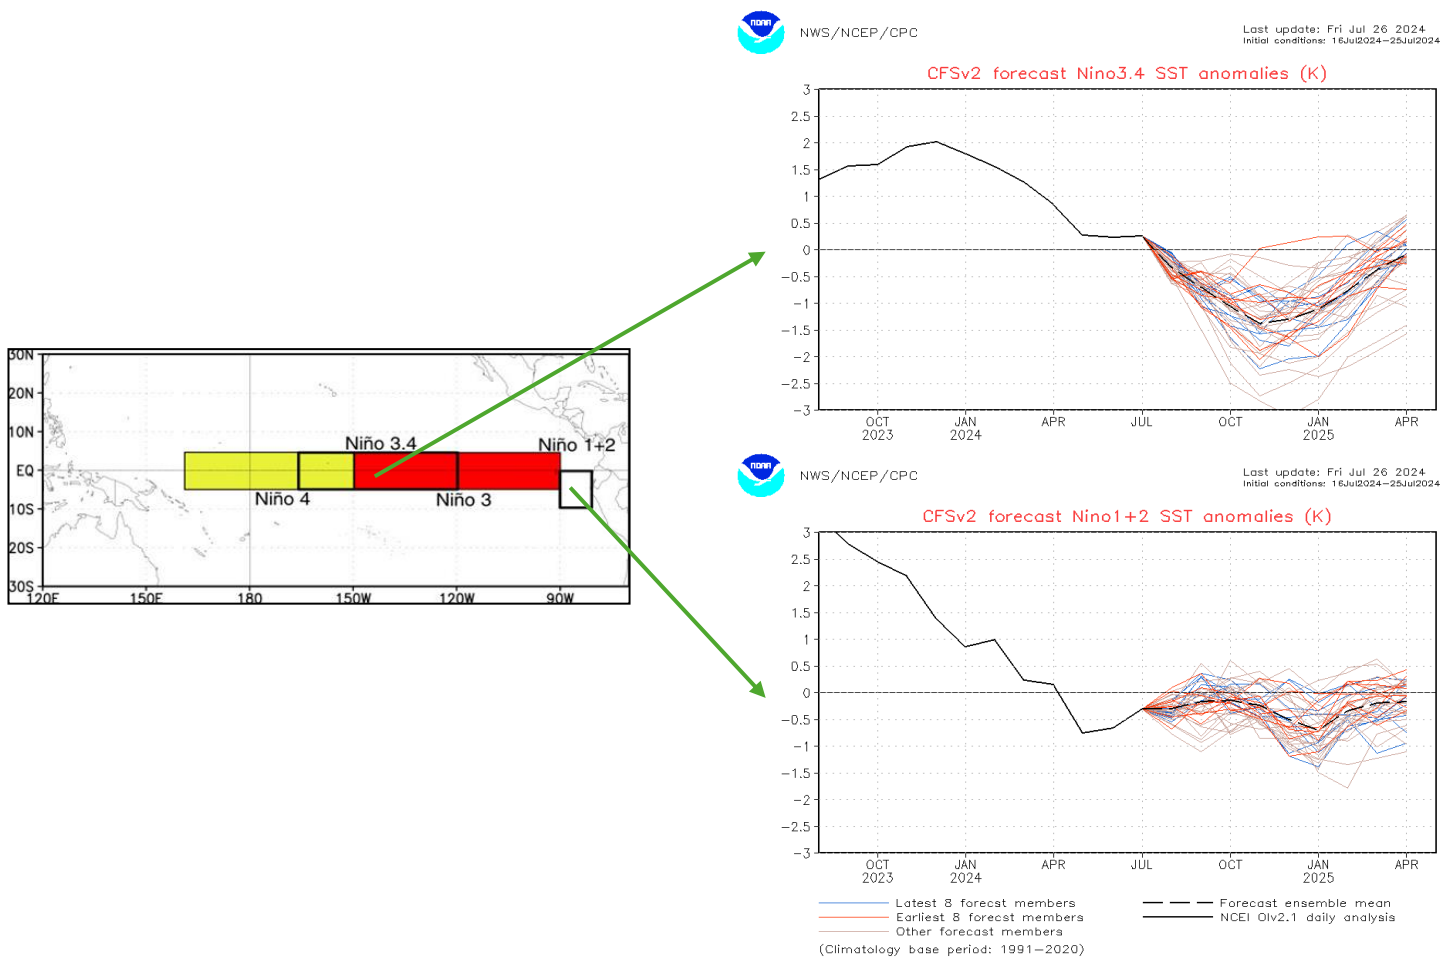 NOAA
NWS/NCEP/CPC
Last update: Fri Jul 26 2024
Initial conditions: 16Jul2024−25Jul2024
CFSv2 forecast Nino3.4 SST anomalies (K)
3
2.5
2
1.5
1
0.5
0
−0.5
−1
−1.5
−2
−2.5
−3
OCT JAN APR JUL OCT JAN APR
2023 2024 2025
30N
20N
10N
EQ
10S
20S
30S
Niño 3.4
Niño 1+2
Niño 4
Niño 3
120E 150E 180 150W 120W 90W
NOAA
NWS/NCEP/CPC
Last update: Fri Jul 26 2024
Initial conditions: 16Jul2024−25Jul2024
CFSv2 forecast Nino1+2 SST anomalies (K)
3
2.5
2
1.5
1
0.5
0
−0.5
−1
−1.5
−2
−2.5
−3
OCT JAN APR JUL OCT JAN APR
2023 2024 2025
Latest 8 forecst members
Earliest 8 forecst members
Other forecast members
(Climatology base period: 1991−2020)
Forecast ensemble mean
NCEI OIv2.1 daily analysis